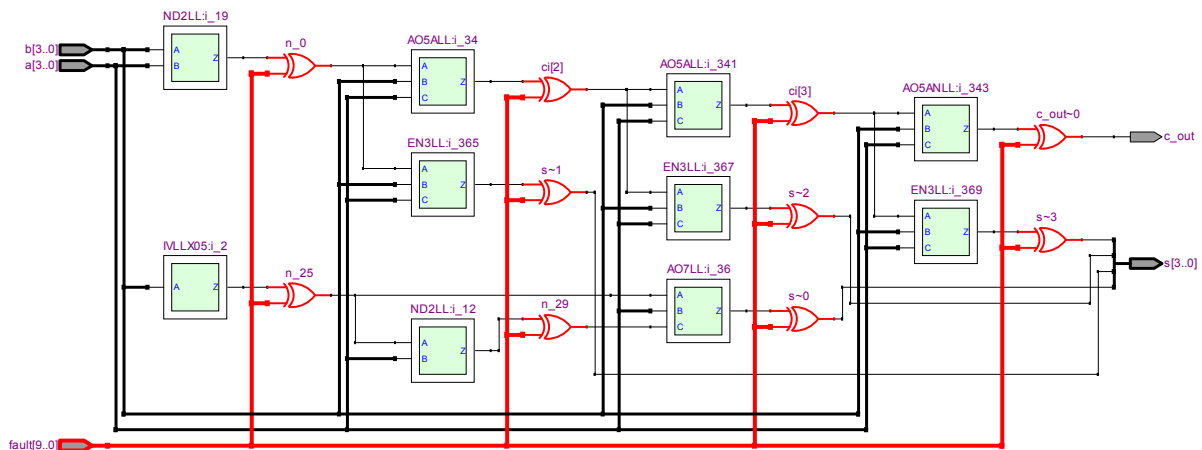 ND2LL:i_19
b[3..0]
a[3..0]
A
B
Z
n_0
AO5ALL:i_34
A
B
C
Z
ci[2]
AO5ALL:i_341
A
B
C
Z
ci[3]
AO5ANLL:i_343
A
B
C
Z
c_out~0
c_out
EN3LL:i_365
A
B
C
Z
s~1
EN3LL:i_367
A
B
C
Z
s~2
EN3LL:i_369
A
B
C
Z
s~3
s[3..0]
IVLLX05:i_2
A
Z
n_25
ND2LL:i_12
A
B
Z
n_29
AO7LL:i_36
A
B
C
Z
s~0
fault[9..0]